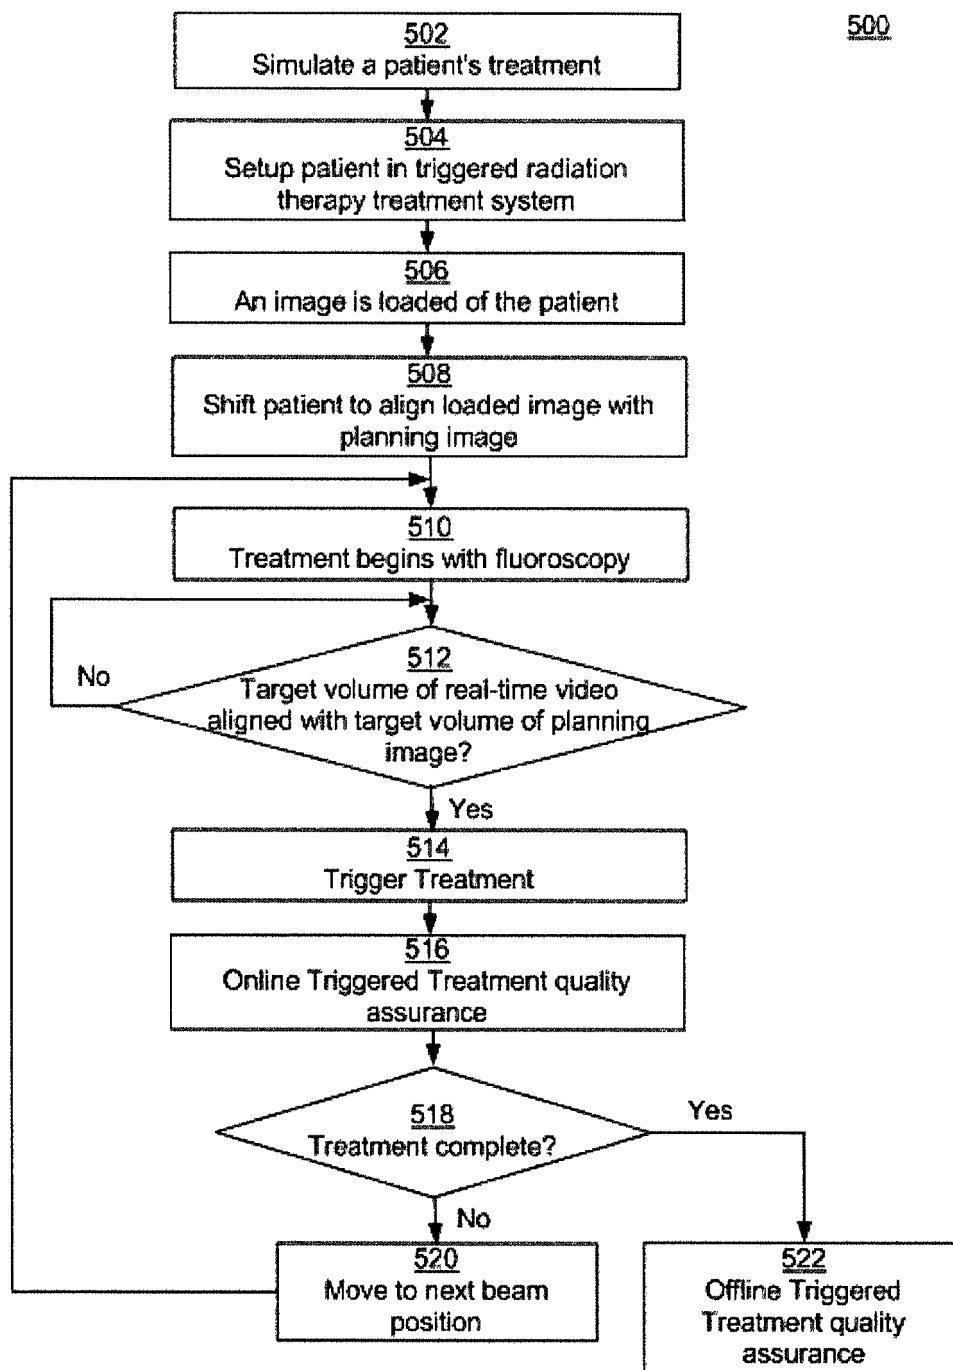 500
502
Simulate a patient's treatment
504
Setup patient in triggered radiation
therapy treatment system
506
An image is loaded of the patient
508
Shift patient to align loaded image with
planning image
510
Treatment begins with fluoroscopy
No
512
Target volume of real-time video
aligned with target volume of planning
image?
Yes
514
Trigger Treatment
516
Online Triggered Treatment quality
assurance
518
Treatment complete?
Yes
No
520
Move to next beam
position
522
Offline Triggered
Treatment quality
assurance